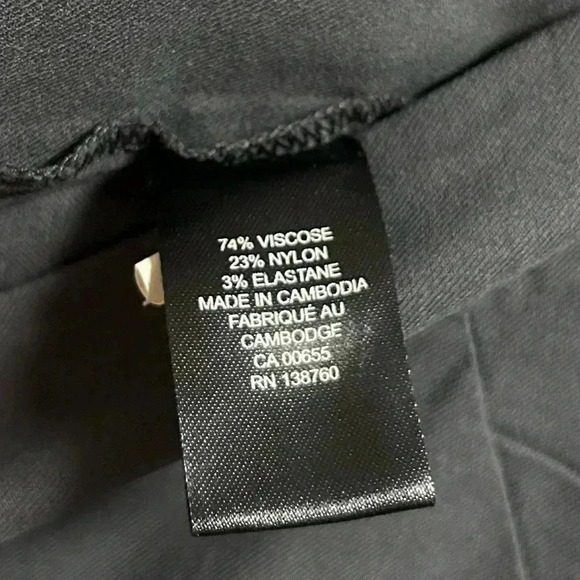 74% VISCOSE
23% NYLON
3% ELASTANE
MADE IN CAMBODIA
FABRIQUÉ AU
CAMBODGE
CA 00655
RN 138760